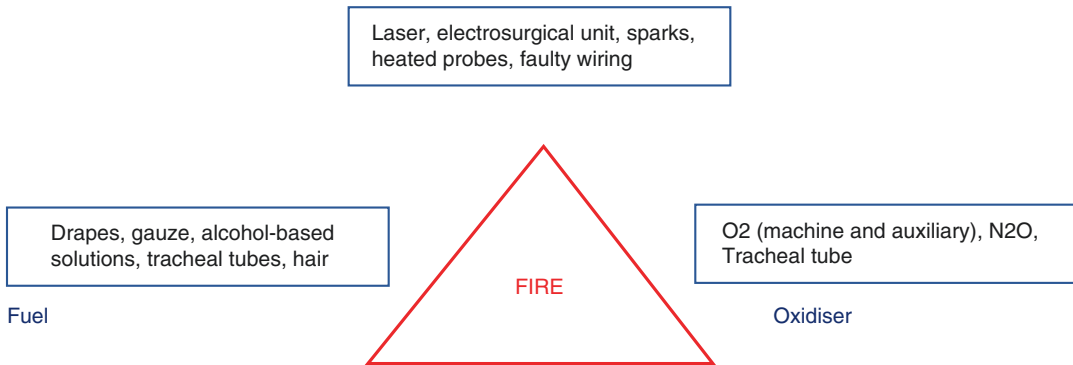 Laser, electrosurgical unit, sparks,
heated probes, faulty wiring
Drapes, gauze, alcohol-based
solutions, tracheal tubes, hair
Fuel
FIRE
O2 (machine and auxiliary), N2O,
Tracheal tube
Oxidiser